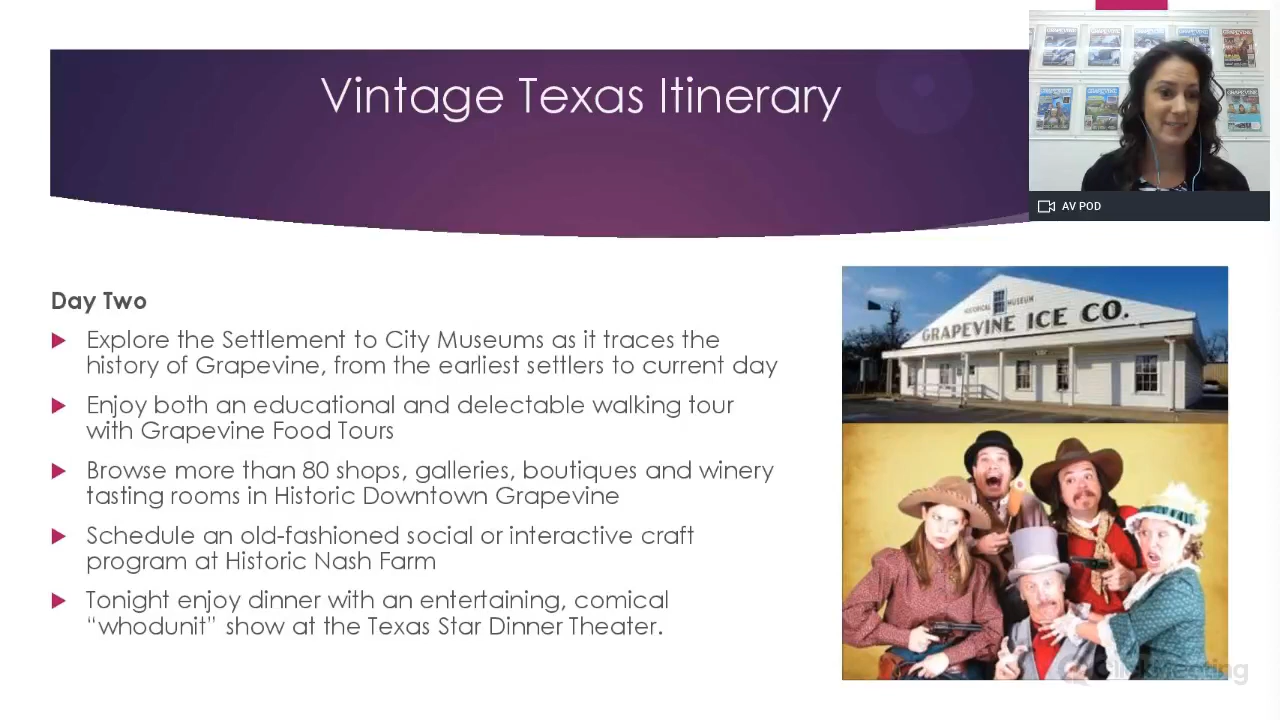 Vintage Texas Itinerary
AV POD
Day Two
Explore the Settlement to City Museums as it traces the
history of Grapevine, from the earliest settlers to current day
Enjoy both an educational and delectable walking tour
with Grapevine Food Tours
Browse more than 80 shops, galleries, boutiques and winery
tasting rooms in Historic Downtown Grapevine
Schedule an old-fashioned social or interactive craft
program at Historic Nash Farm
Tonight enjoy dinner with an entertaining, comical
“whodunit” show at the Texas Star Dinner Theater.
HISTORICAL MUSEUM
GRAPEVINE ICE CO.
ClickMeeting